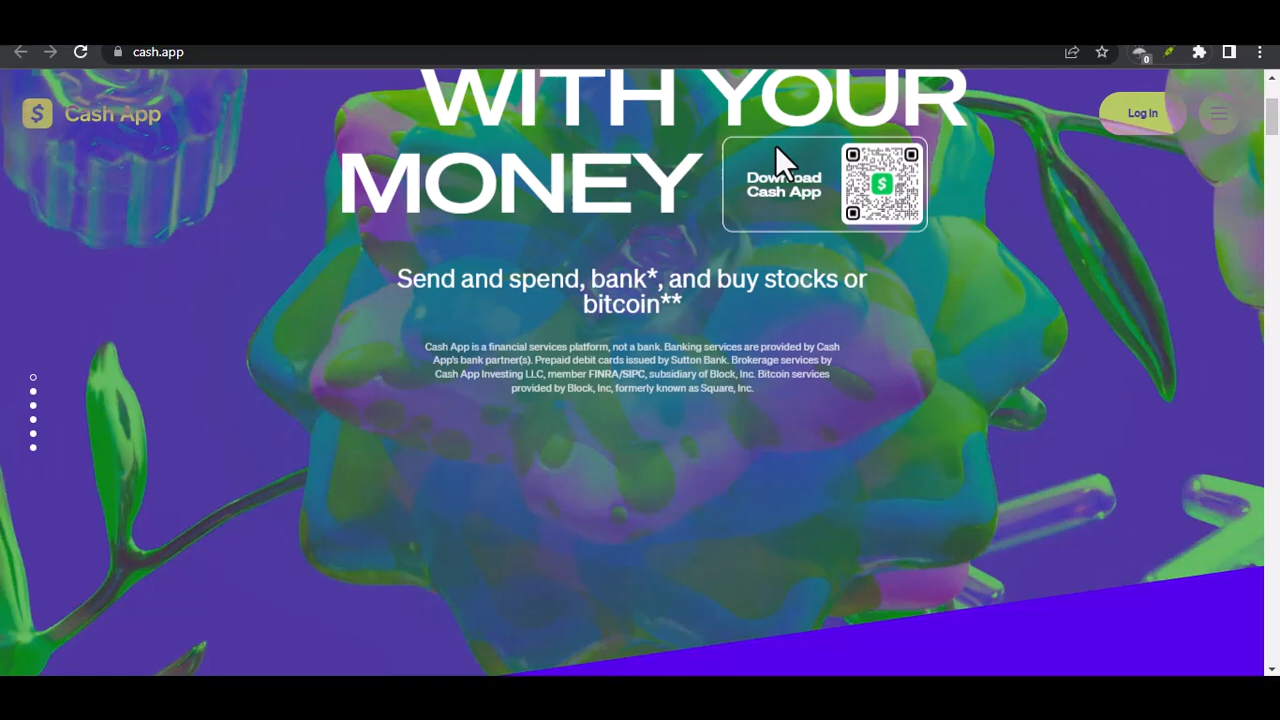 cash.app
0
WITH YOUR
Cash App
Log in
MONEY
Download
Cash App
Send and spend, bank*, and buy stocks or
bitcoin**
Cash App is a financial services platform, not a bank. Banking services are provided by Cash
App's bank partner(s). Prepaid debit cards issued by Sutton Bank. Brokerage services by
Cash App Investing LLC, member FINRA/SIPC, subsidiary of Block, Inc. Bitcoin services
provided by Block, Inc, formerly known as Square, Inc.